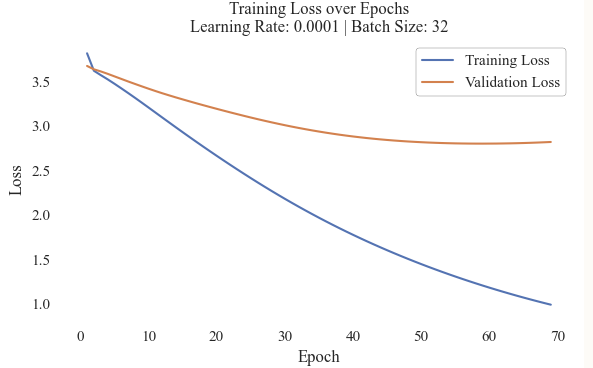 Training Loss over Epochs
Learning Rate: 0.0001 | Batch Size: 32
Training Loss
Validation Loss
Loss
3.5
3.0
2.5
2.0
1.5
1.0
0 10 20 30 40 50 60 70
Epoch